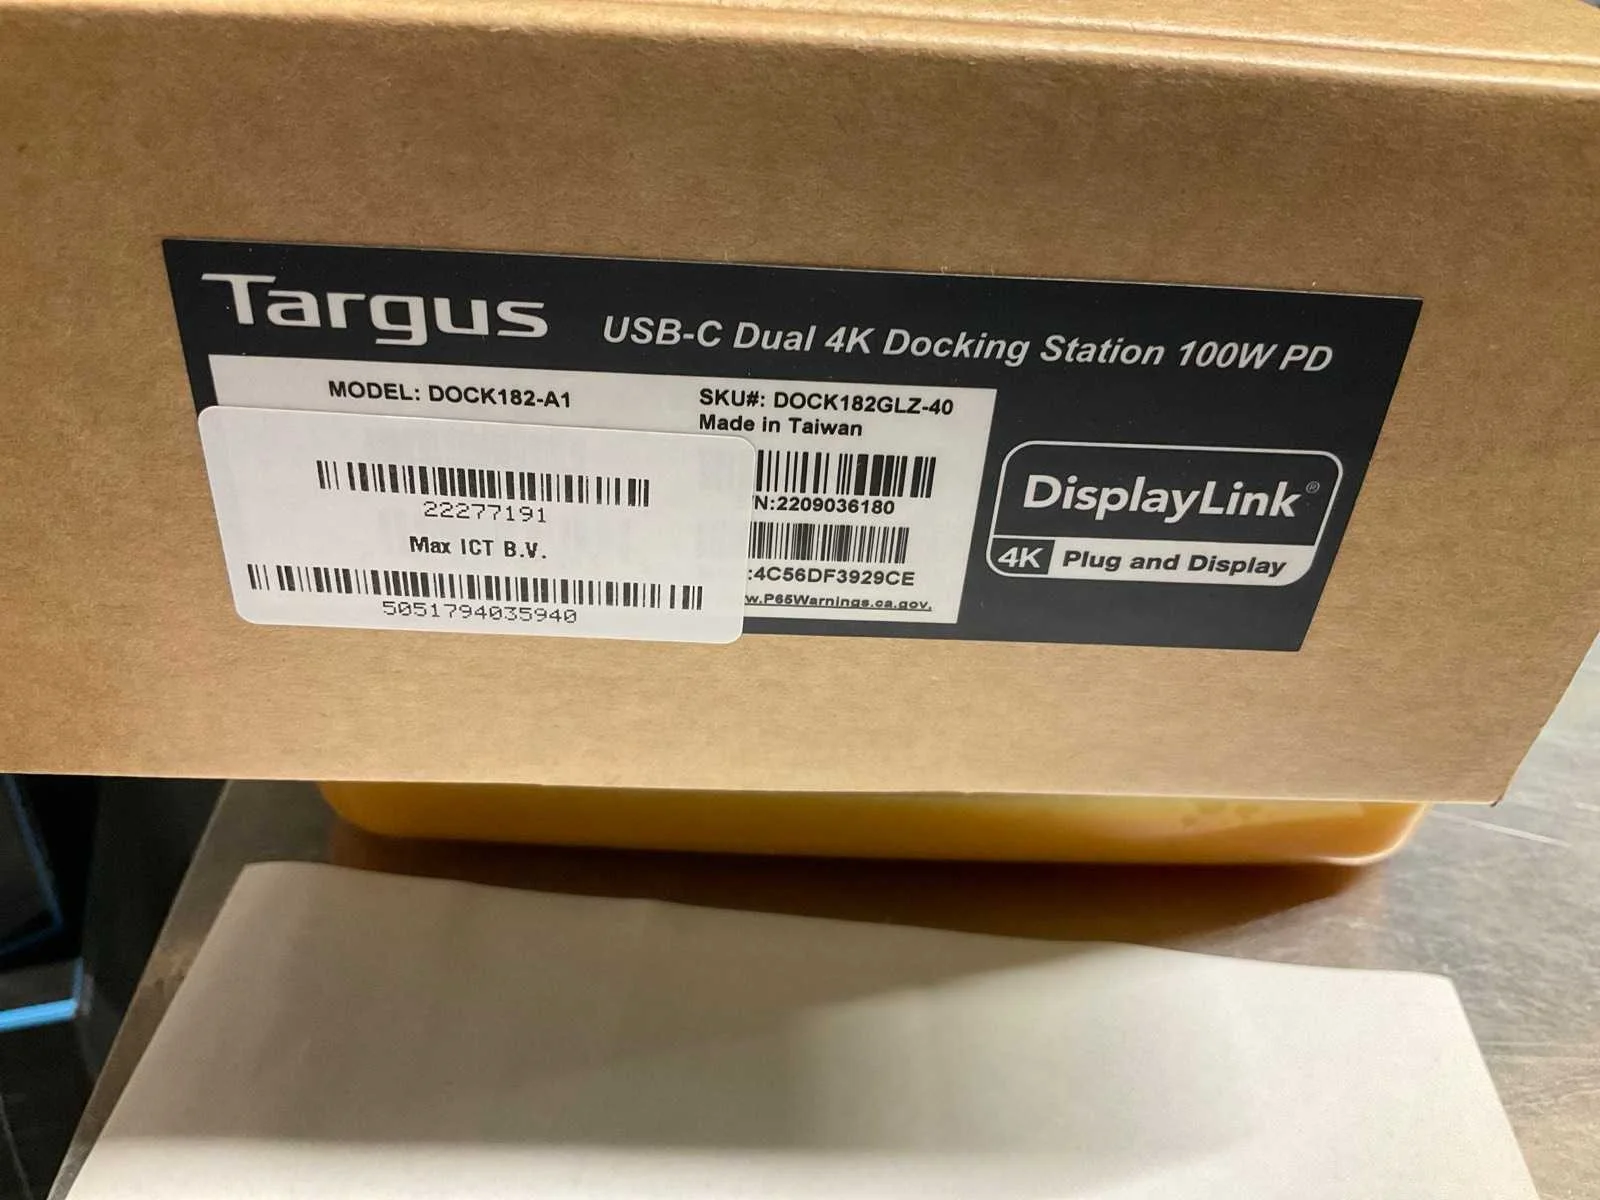 Targus
USB-C Dual 4K Docking Station 100W PD
MODEL: DOCK182-A1
SKU#: DOCK182GLZ-40
Made in Taiwan
22277191
Max ICT B.V.
5051794035940
N:2209036180
:4C56DF3929CE
w.P65Warnings.ca.gov.
DisplayLink®
4K Plug and Display